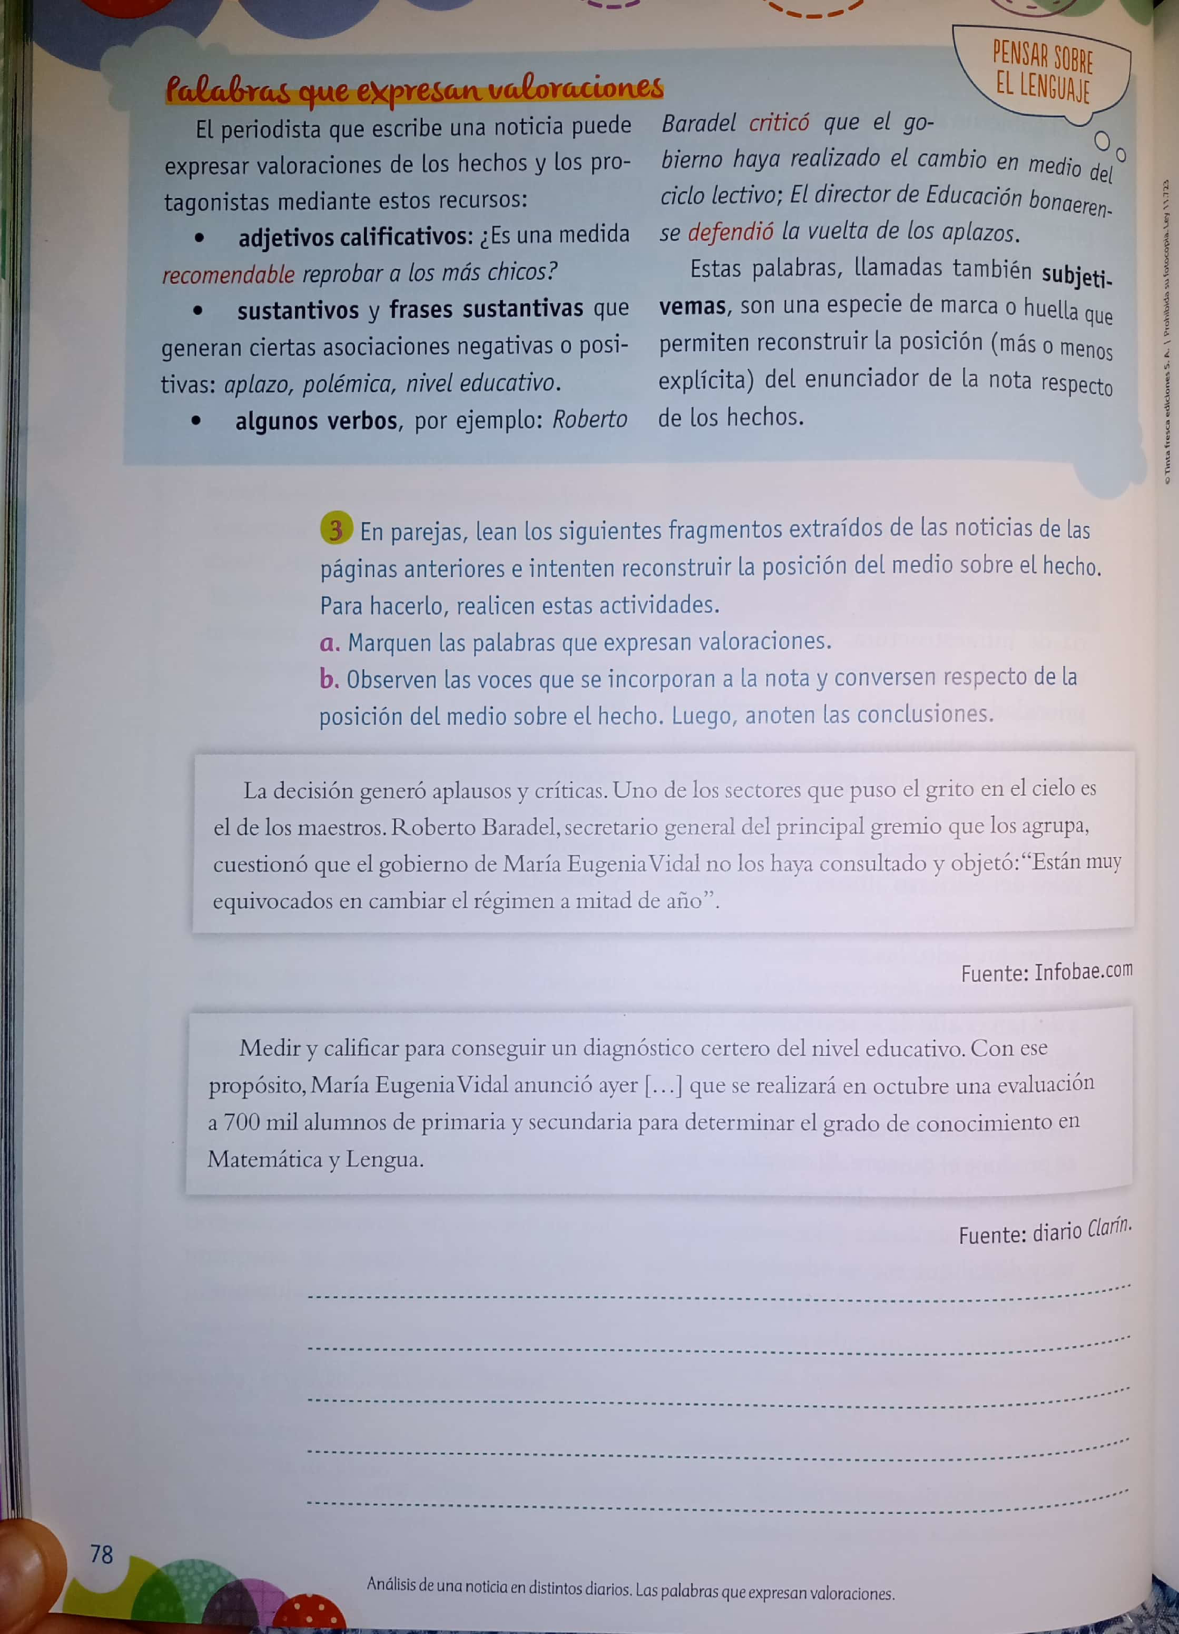 PENSAR SOBRE
EL LENGUAJE
Palabras que expresan valoraciones
El periodista que escribe una noticia puede
expresar valoraciones de los hechos y los pro-
tagonistas mediante estos recursos:
• adjetivos calificativos: ¿Es una medida
recomendable reprobar a los más chicos?
• sustantivos y frases sustantivas que
generan ciertas asociaciones negativas o posi-
tivas: aplazo, polémica, nivel educativo.
• algunos verbos, por ejemplo: Roberto
Baradel criticó que el go-
bierno haya realizado el cambio en medio del
ciclo lectivo; El director de Educación bonaeren-
se defendió la vuelta de los aplazos.
Estas palabras, llamadas también subjeti-
vemas, son una especie de marca o huella que
permiten reconstruir la posición (más o menos
explícita) del enunciador de la nota respecto
de los hechos.
© Tinta fresca ediciones S. A. | Prohibida su fotocopia. Ley 11.723
3 En parejas, lean los siguientes fragmentos extraídos de las noticias de las
páginas anteriores e intenten reconstruir la posición del medio sobre el hecho.
Para hacerlo, realicen estas actividades.
a. Marquen las palabras que expresan valoraciones.
b. Observen las voces que se incorporan a la nota y conversen respecto de la
posición del medio sobre el hecho. Luego, anoten las conclusiones.
La decisión generó aplausos y críticas. Uno de los sectores que puso el grito en el cielo es
el de los maestros. Roberto Baradel, secretario general del principal gremio que los agrupa,
cuestionó que el gobierno de María Eugenia Vidal no los haya consultado y objetó: “Están muy
equivocados en cambiar el régimen a mitad de año”.
Fuente: Infobae.com
Medir y calificar para conseguir un diagnóstico certero del nivel educativo. Con ese
propósito, María Eugenia Vidal anunció ayer [...] que se realizará en octubre una evaluación
a 700 mil alumnos de primaria y secundaria para determinar el grado de conocimiento en
Matemática y Lengua.
Fuente: diario Clarín.
78
Análisis de una noticia en distintos diarios. Las palabras que expresan valoraciones.